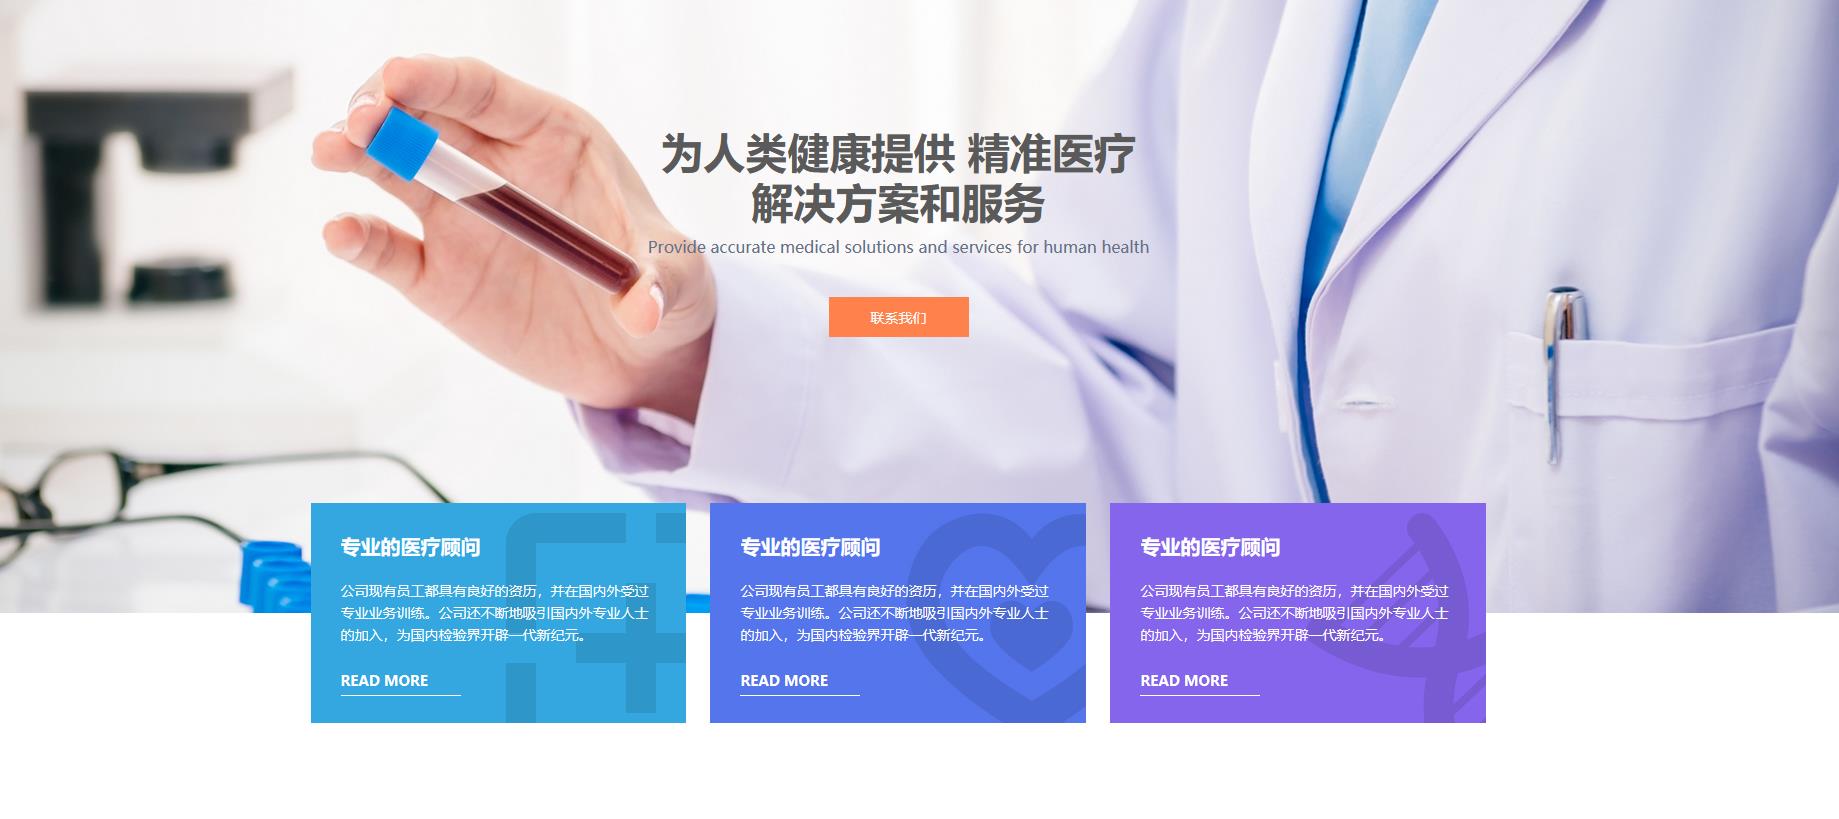 为人类健康提供 精准医疗
解决方案和服务
Provide accurate medical solutions and services for human health
联系我们
专业的医疗顾问
公司现有员工都具有良好的资历，并在国内外受过
专业业务训练。公司还不断地吸引国内外专业人士
的加入，为国内检验界开辟一代新纪元。
READ MORE
专业的医疗顾问
公司现有员工都具有良好的资历，并在国内外受过
专业业务训练。公司还不断地吸引国内外专业人士
的加入，为国内检验界开辟一代新纪元。
READ MORE
专业的医疗顾问
公司现有员工都具有良好的资历，并在国内外受过
专业业务训练。公司还不断地吸引国内外专业人士
的加入，为国内检验界开辟一代新纪元。
READ MORE